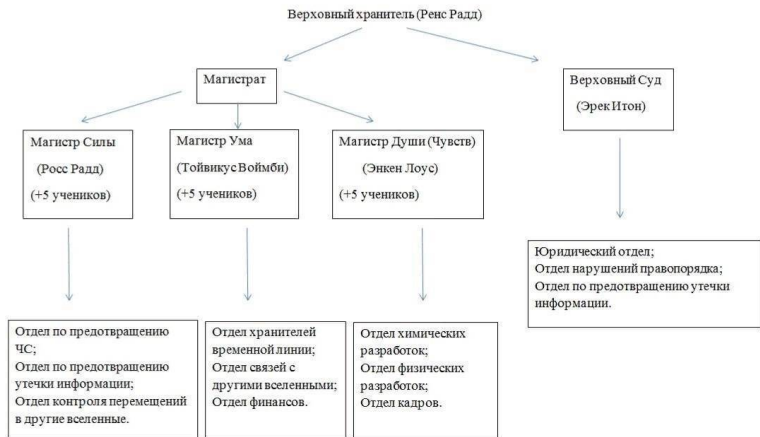 Верховный хранитель (Ренс Радд)
Магистрат
Верховный Суд
(Эрек Итон)
Магистр Силы
(Росс Радд)
(+5 учеников)
Магистр Ума
(Тойвикус Воймби)
(+5 учеников)
Магистр Души (Чувств)
(Энкен Лоус)
(+5 учеников)
Юридический отдел;
Отдел нарушений правопорядка;
Отдел по предотвращению утечки
информации.
Отдел по предотвращению
ЧС;
Отдел по предотвращению
утечки информации;
Отдел контроля перемещений
в другие вселенные.
Отдел хранителей
временной линии;
Отдел связей с
другими вселенными;
Отдел финансов.
Отдел химических
разработок;
Отдел физических
разработок;
Отдел кадров.